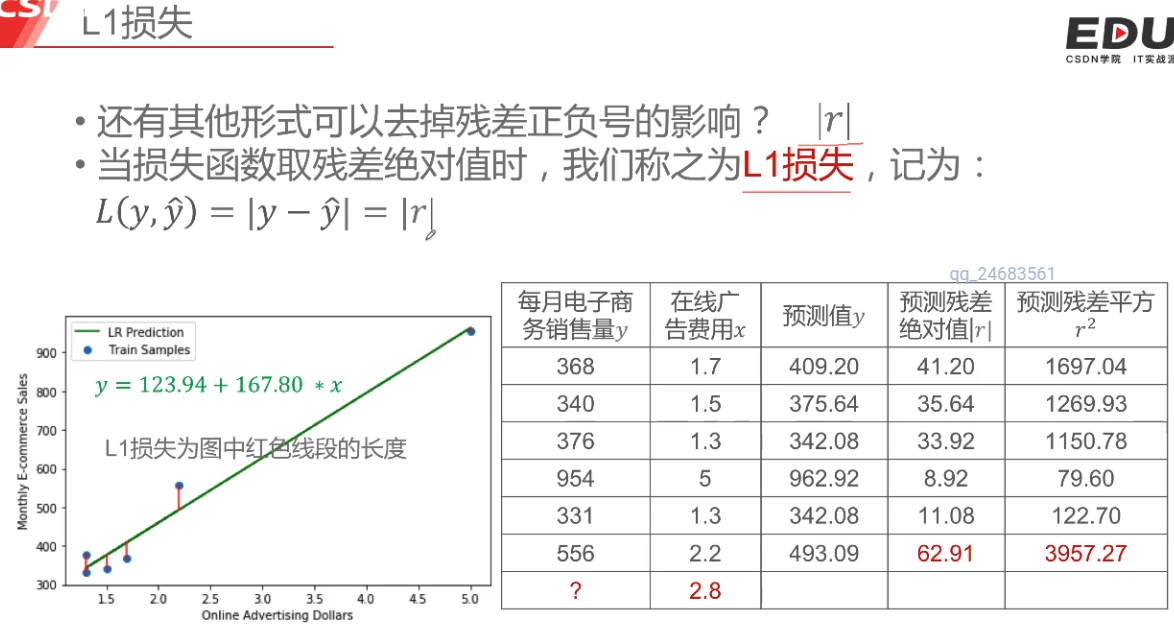 CSD
L1损失
EDU
CSDN学院 IT实战派
• 还有其他形式可以去掉残差正负号的影响？ |r|
• 当损失函数取残差绝对值时，我们称之为L1损失，记为：
L(y, ŷ) = |y − ŷ| = |r|
qq_24683561
LR Prediction
Train Samples
y = 123.94 + 167.80 * x
L1损失为图中红色线段的长度
Monthly E-commerce Sales
900
800
700
600
500
400
300
1.5 2.0 2.5 3.0 3.5 4.0 4.5 5.0
Online Advertising Dollars
每月电子商务销售量y 在线广告费用x 预测值y 预测残差绝对值|r| 预测残差平方r²
368 1.7 409.20 41.20 1697.04
340 1.5 375.64 35.64 1269.93
376 1.3 342.08 33.92 1150.78
954 5 962.92 8.92 79.60
331 1.3 342.08 11.08 122.70
556 2.2 493.09 62.91 3957.27
? 2.8